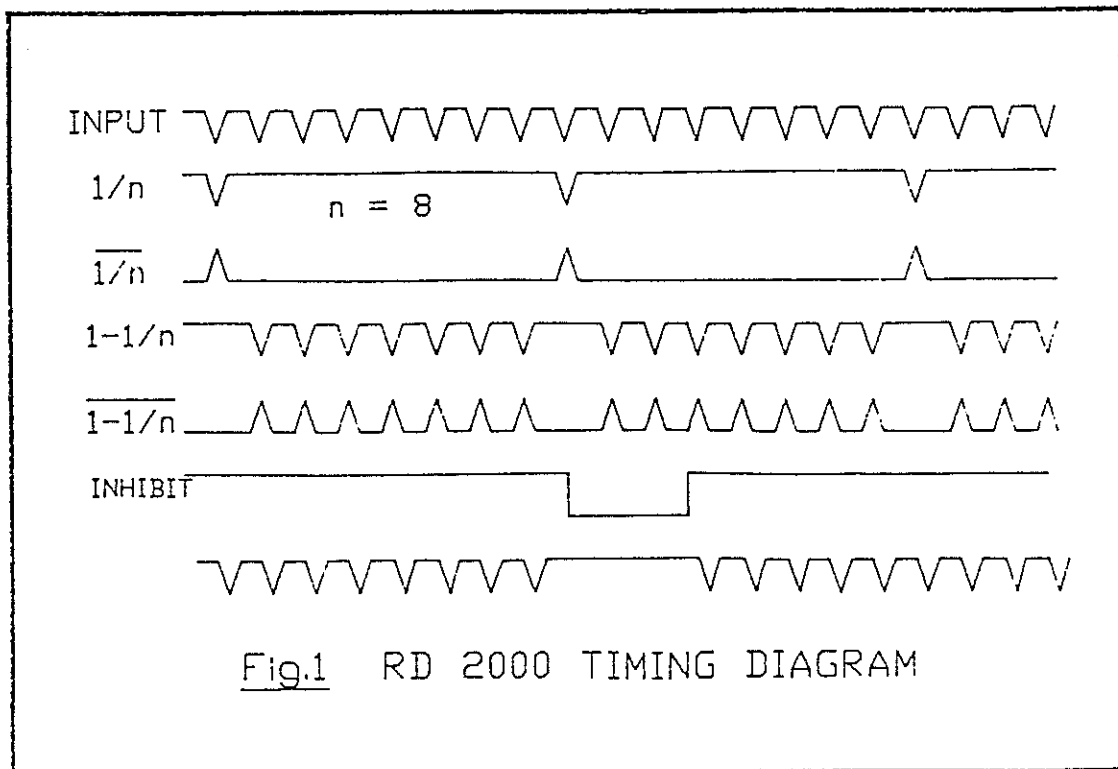 INPUT
1/n
n = 8
1/n
1-1/n
1-1/n
INHIBIT
Fig.1 RD 2000 TIMING DIAGRAM